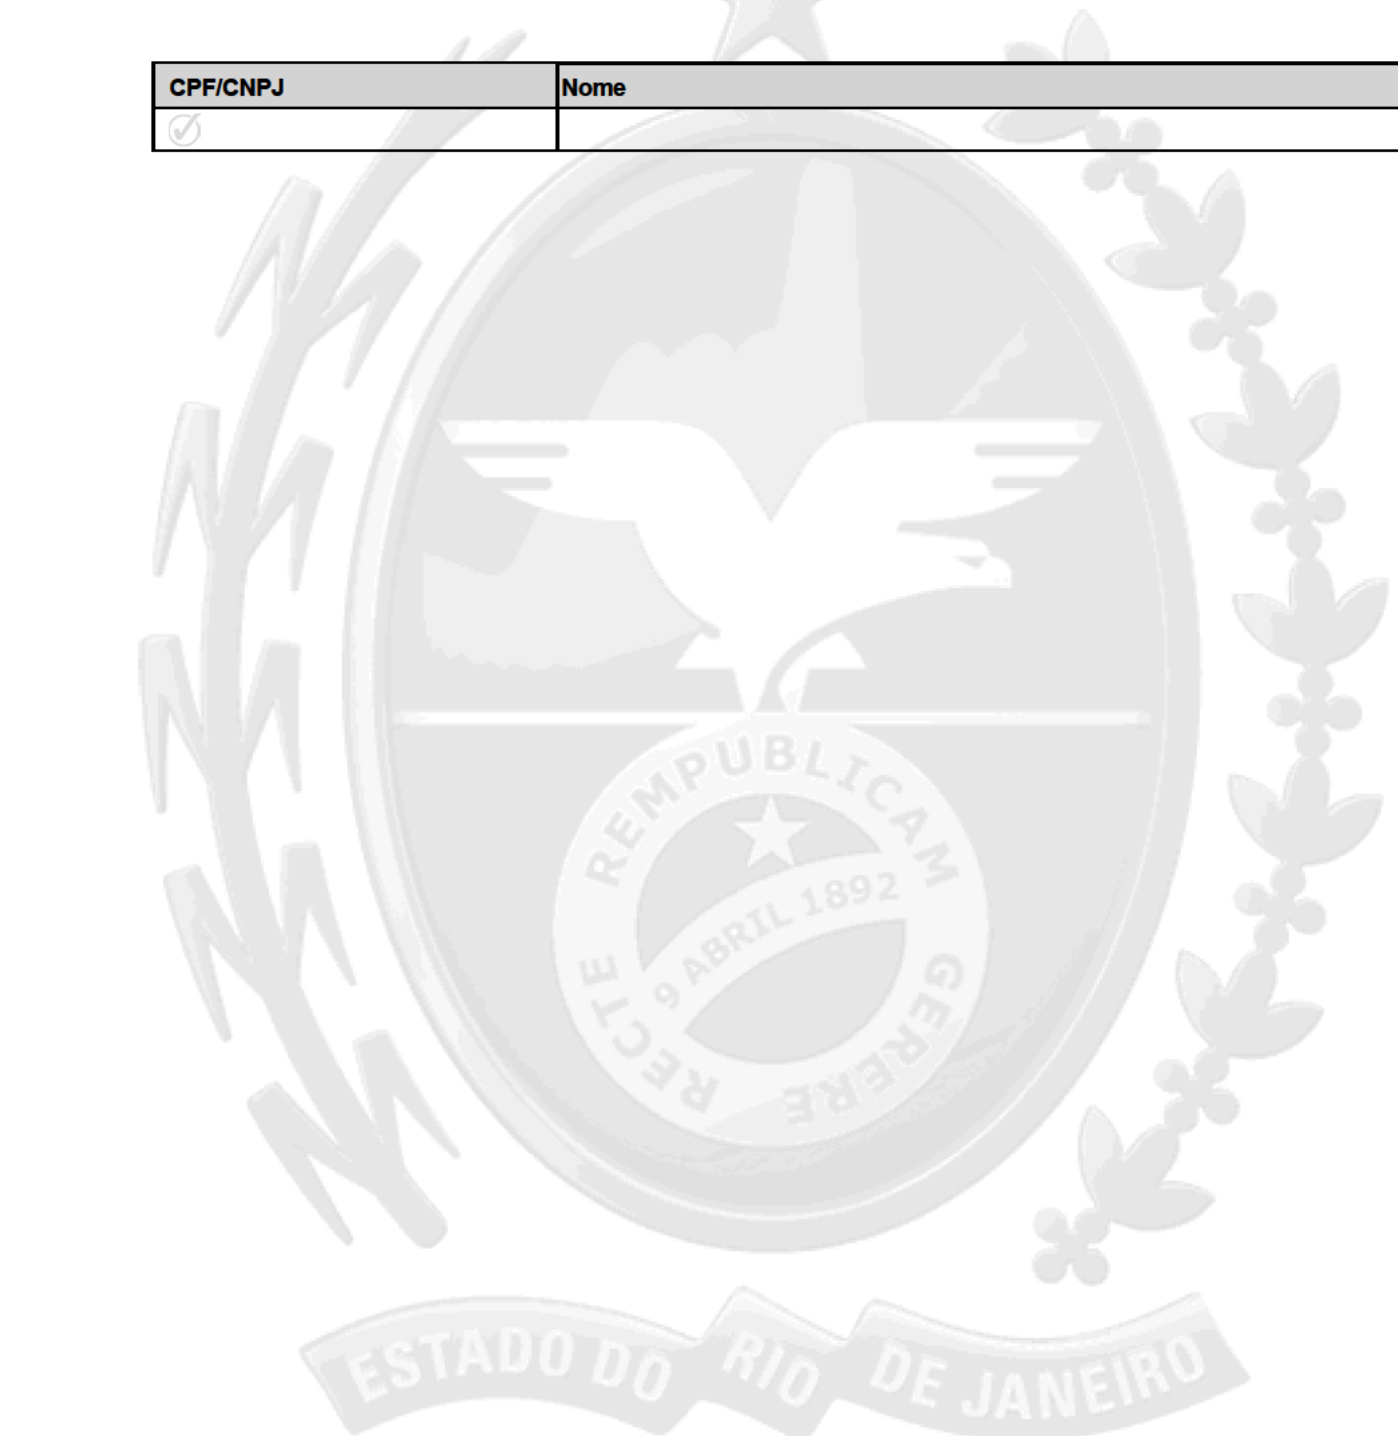 CPF/CNPJ Nome
REMPUBLICAM
9 ABRIL 1892
RECTE GERERE
ESTADO DO RIO DE JANEIRO